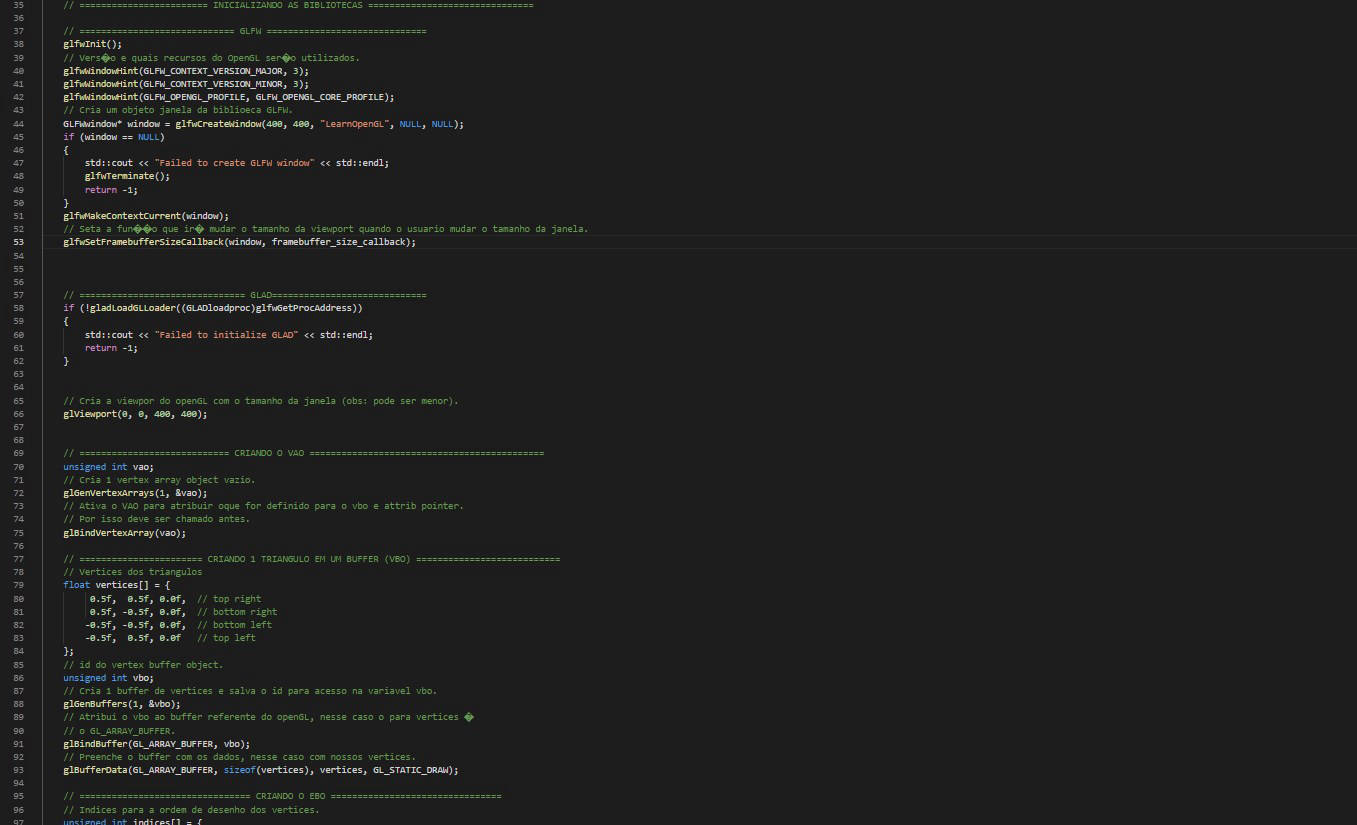 35 // ======================== INICIALIZANDO AS BIBLIOTECAS ===============================
36
37 // ============================= GLFW ==============================
38 glfwInit();
39 // Vers�o e quais recursos do OpenGL ser�o utilizados.
40 glfwWindowHint(GLFW_CONTEXT_VERSION_MAJOR, 3);
41 glfwWindowHint(GLFW_CONTEXT_VERSION_MINOR, 3);
42 glfwWindowHint(GLFW_OPENGL_PROFILE, GLFW_OPENGL_CORE_PROFILE);
43 // Cria um objeto janela da biblioeca GLFW.
44 GLFWwindow* window = glfwCreateWindow(400, 400, "LearnOpenGL", NULL, NULL);
45 if (window == NULL)
46 {
47 std::cout << "Failed to create GLFW window" << std::endl;
48 glfwTerminate();
49 return -1;
50 }
51 glfwMakeContextCurrent(window);
52 // Seta a fun��o que ir� mudar o tamanho da viewport quando o usuario mudar o tamanho da janela.
53 glfwSetFramebufferSizeCallback(window, framebuffer_size_callback);
54
55
56
57 // =============================== GLAD=============================
58 if (!gladLoadGLLoader((GLADloadproc)glfwGetProcAddress))
59 {
60 std::cout << "Failed to initialize GLAD" << std::endl;
61 return -1;
62 }
63
64
65 // Cria a viewpor do openGL com o tamanho da janela (obs: pode ser menor).
66 glViewport(0, 0, 400, 400);
67
68
69 // ============================ CRIANDO O VAO ============================================
70 unsigned int vao;
71 // Cria 1 vertex array object vazio.
72 glGenVertexArrays(1, &vao);
73 // Ativa o VAO para atribuir oque for definido para o vbo e attrib pointer.
74 // Por isso deve ser chamado antes.
75 glBindVertexArray(vao);
76
77 // ======================= CRIANDO 1 TRIANGULO EM UM BUFFER (VBO) ===========================
78 // Vertices dos triangulos
79 float vertices[] = {
80 0.5f, 0.5f, 0.0f, // top right
81 0.5f, -0.5f, 0.0f, // bottom right
82 -0.5f, -0.5f, 0.0f, // bottom left
83 -0.5f, 0.5f, 0.0f // top left
84 };
85 // id do vertex buffer object.
86 unsigned int vbo;
87 // Cria 1 buffer de vertices e salva o id para acesso na variavel vbo.
88 glGenBuffers(1, &vbo);
89 // Atribui o vbo ao buffer referente do openGL, nesse caso o para vertices �
90 // o GL_ARRAY_BUFFER.
91 glBindBuffer(GL_ARRAY_BUFFER, vbo);
92 // Preenche o buffer com os dados, nesse caso com nossos vertices.
93 glBufferData(GL_ARRAY_BUFFER, sizeof(vertices), vertices, GL_STATIC_DRAW);
94
95 // ================================ CRIANDO O EBO ================================
96 // Indices para a ordem de desenho dos vertices.
97 unsigned int indices[] = {